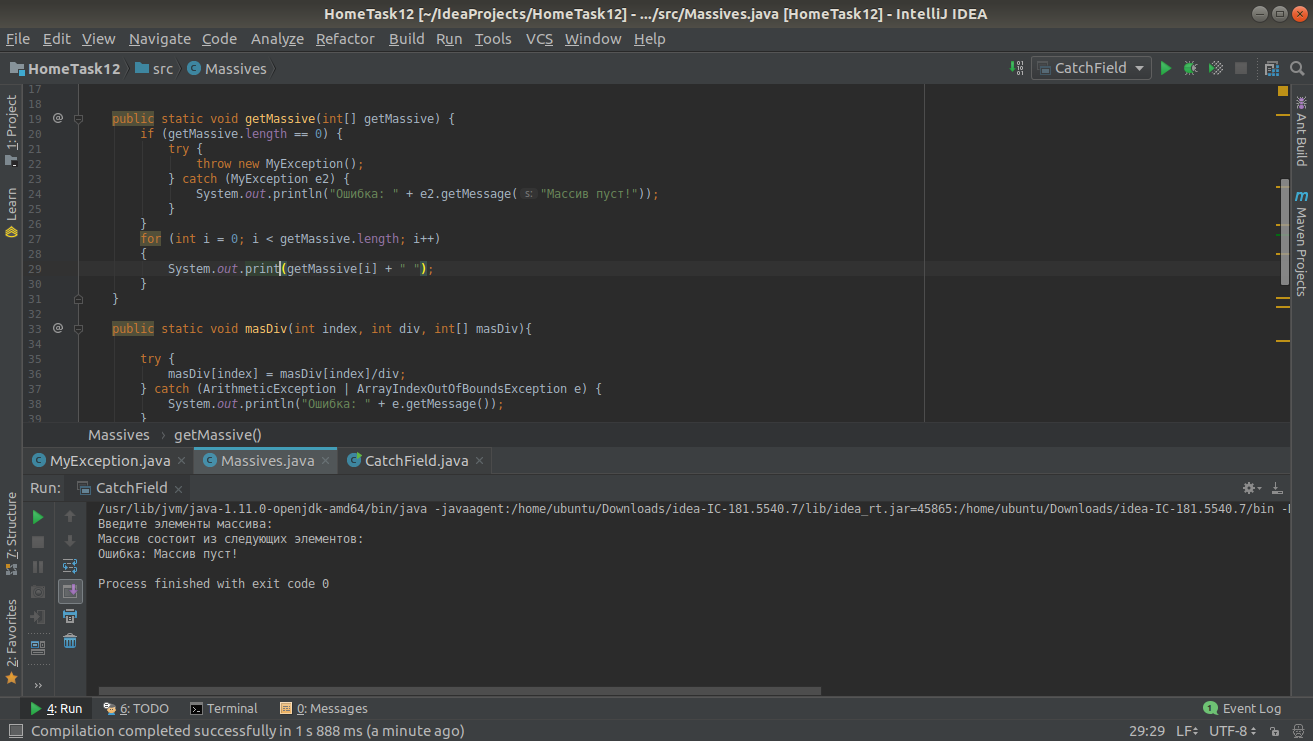 HomeTask12 [~/IdeaProjects/HomeTask12] - .../src/Massives.java [HomeTask12] - IntelliJ IDEA
File Edit View Navigate Code Analyze Refactor Build Run Tools VCS Window Help
HomeTask12 src Massives CatchField
1: Project
Learn
7: Structure
2: Favorites
17
18
19 @ public static void getMassive(int[] getMassive) {
20 if (getMassive.length == 0) {
21 try {
22 throw new MyException();
23 } catch (MyException e2) {
24 System.out.println("Ошибка: " + e2.getMessage( s: "Массив пуст!"));
25 }
26 }
27 for (int i = 0; i < getMassive.length; i++)
28 {
29 System.out.print(getMassive[i] + " ");
30 }
31 }
32
33 @ public static void masDiv(int index, int div, int[] masDiv){
34
35 try {
36 masDiv[index] = masDiv[index]/div;
37 } catch (ArithmeticException | ArrayIndexOutOfBoundsException e) {
38 System.out.println("Ошибка: " + e.getMessage());
39 }
Ant Build
m Maven Projects
Massives › getMassive()
MyException.java × Massives.java × CatchField.java ×
Run: CatchField ×
/usr/lib/jvm/java-1.11.0-openjdk-amd64/bin/java -javaagent:/home/ubuntu/Downloads/idea-IC-181.5540.7/lib/idea_rt.jar=45865:/home/ubuntu/Downloads/idea-IC-181.5540.7/bin
Введите элементы массива:
Массив состоит из следующих элементов:
Ошибка: Массив пуст!
Process finished with exit code 0
4: Run 6: TODO Terminal 0: Messages 1 Event Log
Compilation completed successfully in 1 s 888 ms (a minute ago) 29:29 LF UTF-8